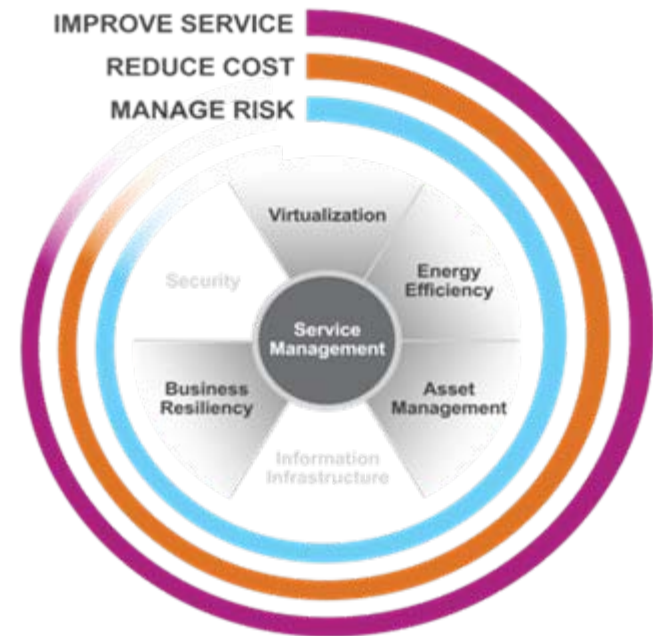 IMPROVE SERVICE
REDUCE COST
MANAGE RISK
Virtualization
Energy
Efficiency
Security
Service
Management
Business
Resiliency
Asset
Management
Information
Infrastructure